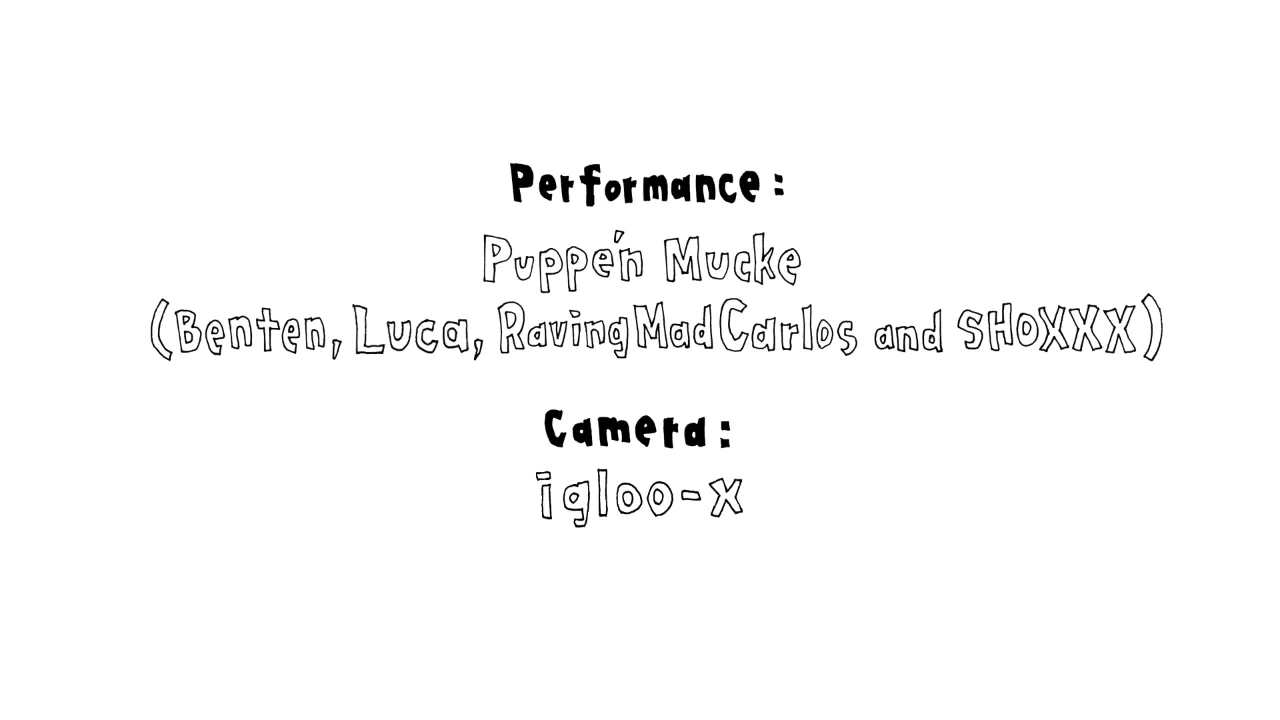 Performance:
Puppe'n Mucke
(Benten, Luca, RavingMadCarlos and SHOXXX)
Camera:
igloo-x